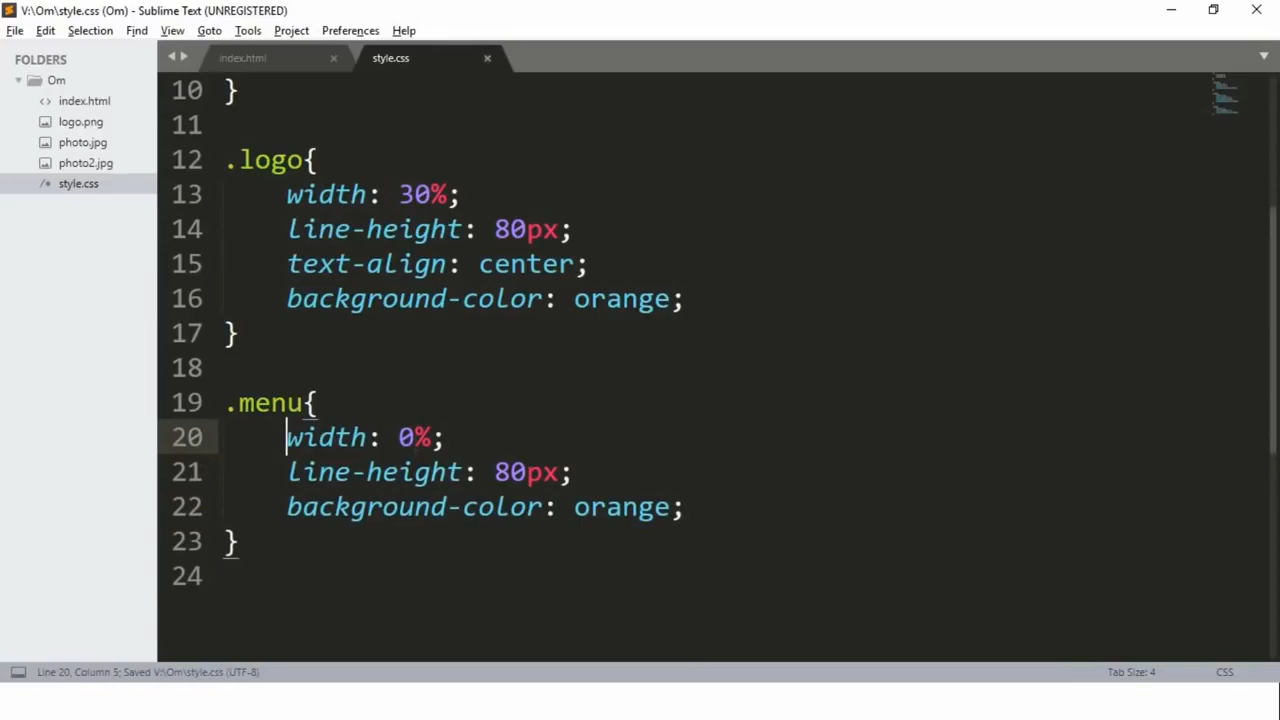 V:\Om\style.css (Om) - Sublime Text (UNREGISTERED)
File Edit Selection Find View Goto Tools Project Preferences Help
FOLDERS
Om
index.html
logo.png
photo.jpg
photo2.jpg
style.css
index.html style.css
10 }
11
12 .logo{
13 width: 30%;
14 line-height: 80px;
15 text-align: center;
16 background-color: orange;
17 }
18
19 .menu{
20 width: 0%;
21 line-height: 80px;
22 background-color: orange;
23 }
24
Line 20, Column 5; Saved V:\Om\style.css (UTF-8) Tab Size: 4 CSS